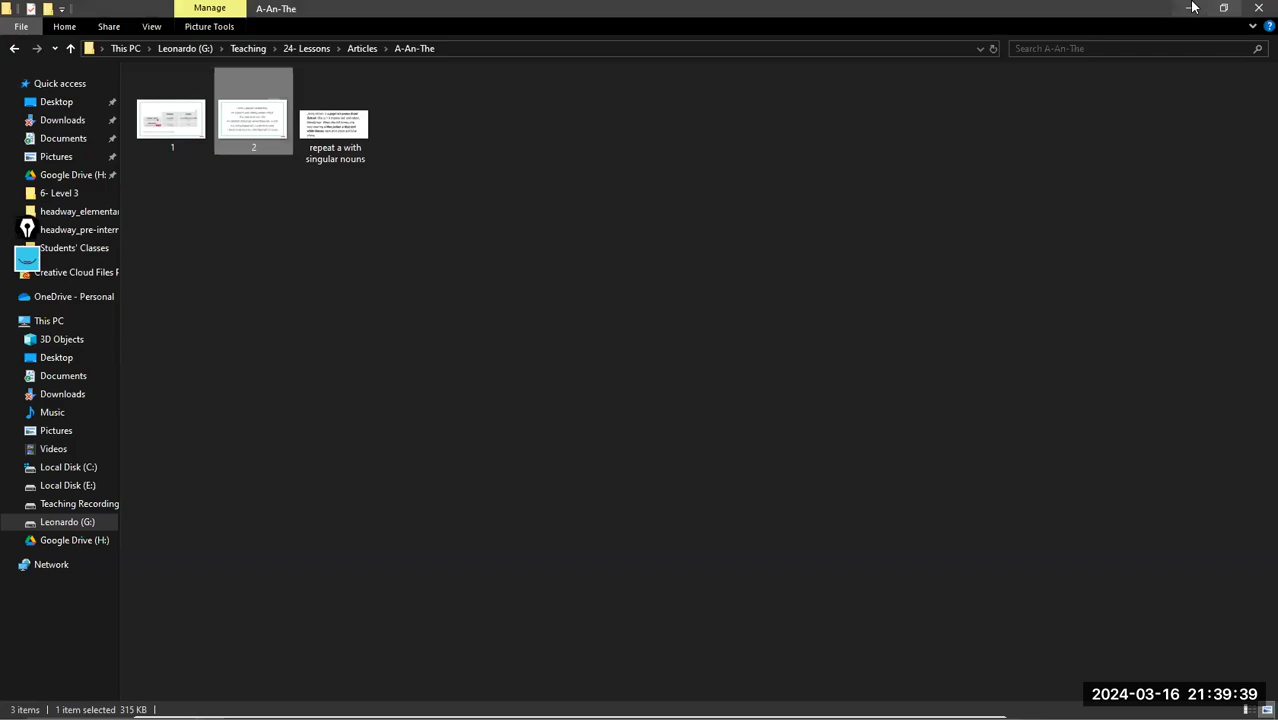 Manage
A-An-The
File
Home
Share
View
Picture Tools
This PC
Leonardo (G:)
Teaching
24- Lessons
Articles
A-An-The
Search A-An-The
Quick access
Desktop
Downloads
Documents
Pictures
Google Drive (H:
6- Level 3
headway_elementa
headway_pre-intern
Students' Classes
Creative Cloud Files P
OneDrive - Personal
This PC
3D Objects
Desktop
Documents
Downloads
Music
Pictures
Videos
Local Disk (C:)
Local Disk (E:)
Teaching Recording
Leonardo (G:)
Google Drive (H:)
Network
1
2
repeat a with
singular nouns
3 items
1 item selected 315 KB
2024-03-16 21:39:39